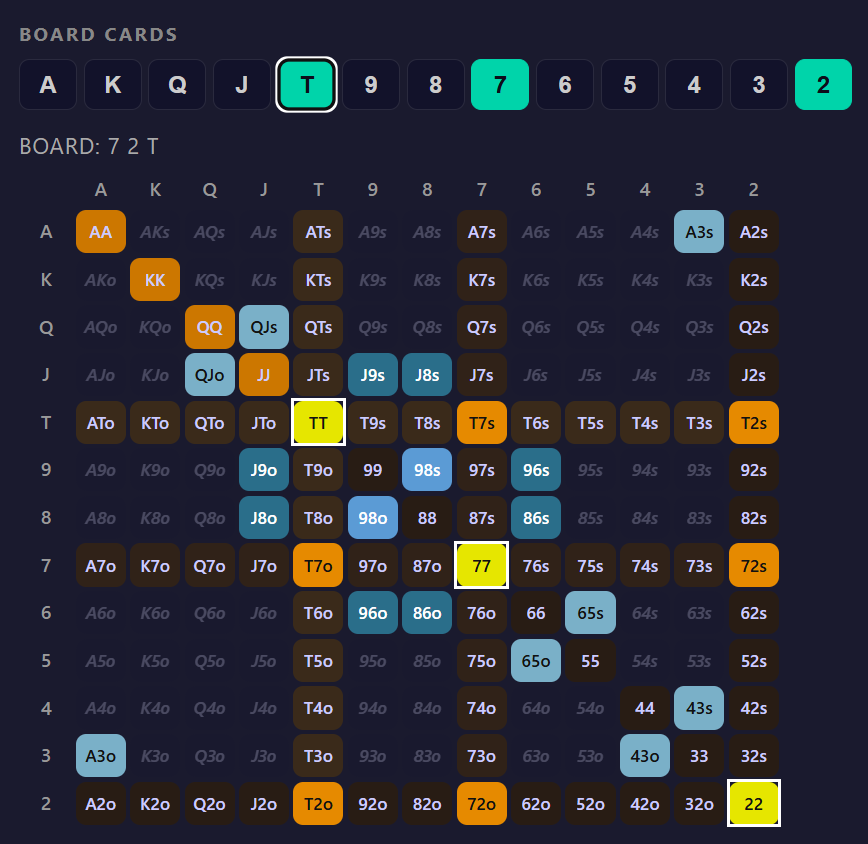 BOARD CARDS
A K Q J T 9 8 7 6 5 4 3 2
BOARD: 7 2 T
A K Q J T 9 8 7 6 5 4 3 2
A AA AKs AQs AJs ATs A9s A8s A7s A6s A5s A4s A3s A2s
K AKo KK KQs KJs KTs K9s K8s K7s K6s K5s K4s K3s K2s
Q AQo KQo QQ QJs QTs Q9s Q8s Q7s Q6s Q5s Q4s Q3s Q2s
J AJo KJo QJo JJ JTs J9s J8s J7s J6s J5s J4s J3s J2s
T ATo KTo QTo JTo TT T9s T8s T7s T6s T5s T4s T3s T2s
9 A9o K9o Q9o J9o T9o 99 98s 97s 96s 95s 94s 93s 92s
8 A8o K8o Q8o J8o T8o 98o 88 87s 86s 85s 84s 83s 82s
7 A7o K7o Q7o J7o T7o 97o 87o 77 76s 75s 74s 73s 72s
6 A6o K6o Q6o J6o T6o 96o 86o 76o 66 65s 64s 63s 62s
5 A5o K5o Q5o J5o T5o 95o 85o 75o 65o 55 54s 53s 52s
4 A4o K4o Q4o J4o T4o 94o 84o 74o 64o 54o 44 43s 42s
3 A3o K3o Q3o J3o T3o 93o 83o 73o 63o 53o 43o 33 32s
2 A2o K2o Q2o J2o T2o 92o 82o 72o 62o 52o 42o 32o 22